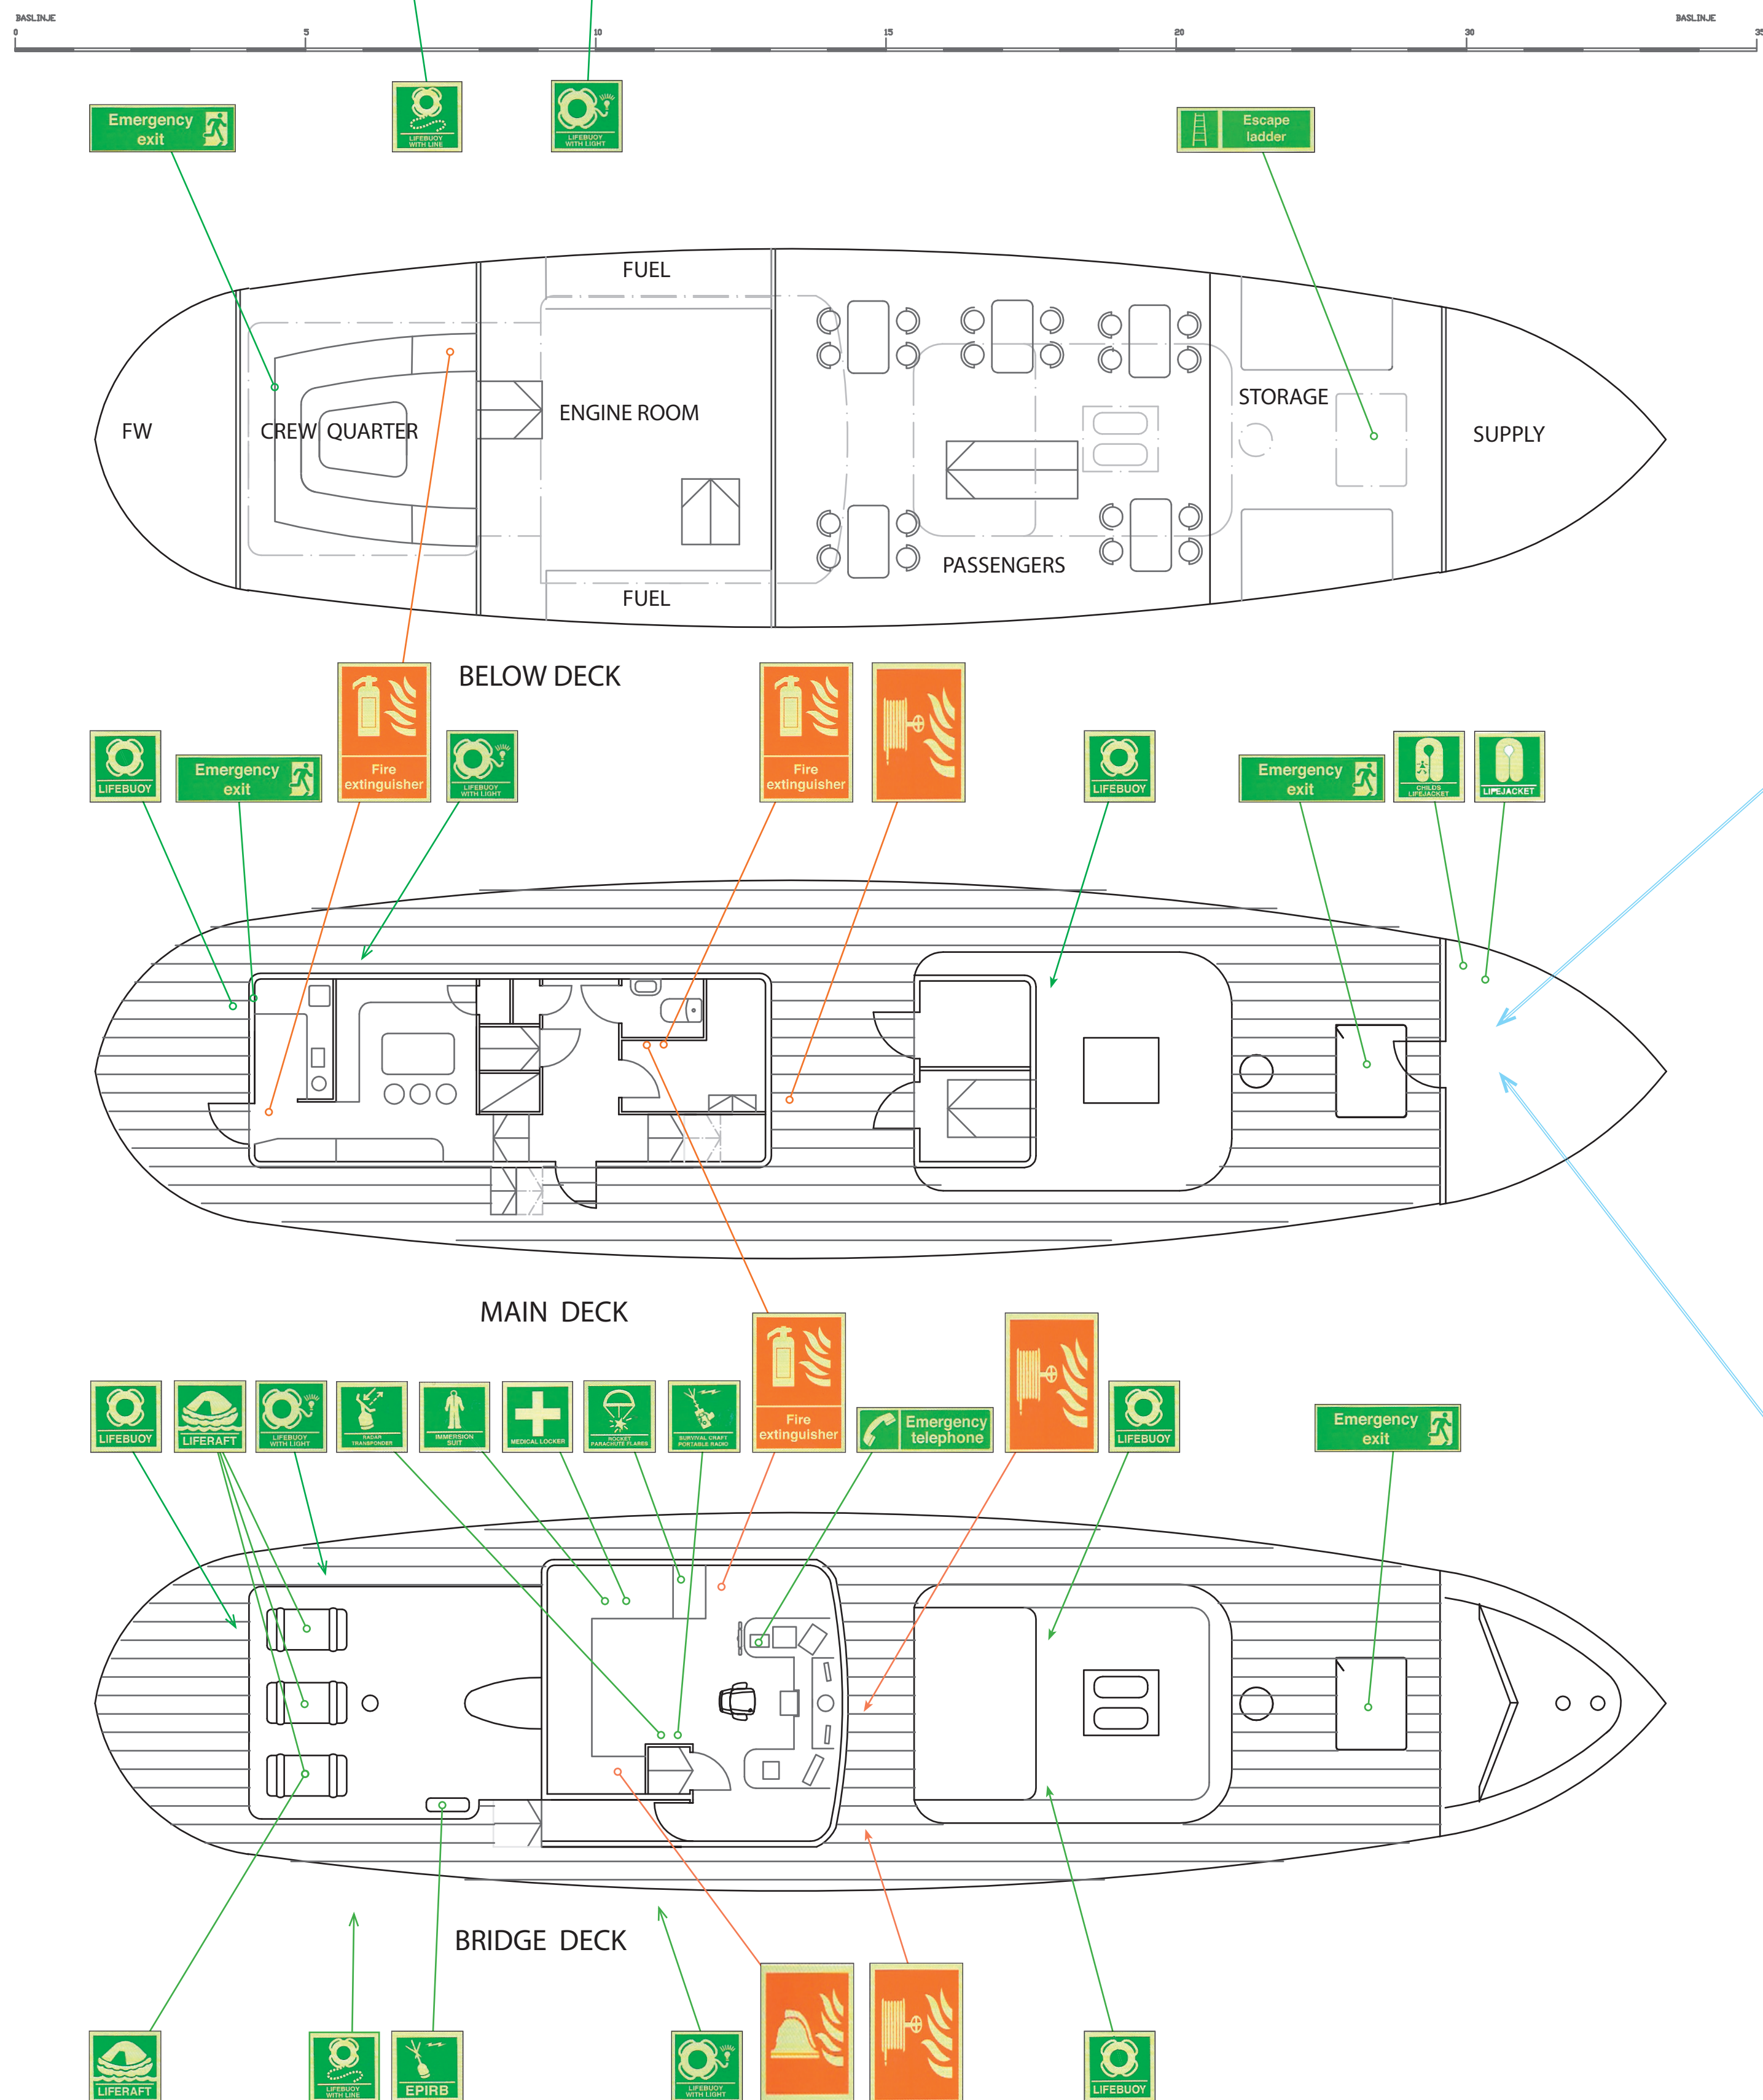 BASLINJE
BASLINJE
0
5
10
15
20
25
30
35
Emergency
exit
LIFEBUOY
WITH LINE
LIFEBUOY
WITH LIGHT
Escape
ladder
FUEL
FW
CREW QUARTER
ENGINE ROOM
STORAGE
SUPPLY
PASSENGERS
FUEL
BELOW DECK
LIFEBUOY
Emergency
exit
Fire
extinguisher
LIFEBUOY
WITH LIGHT
Fire
extinguisher
LIFEBUOY
Emergency
exit
CHILDS
LIFEJACKET
LIFEJACKET
MAIN DECK
LIFEBUOY
LIFERAFT
LIFEBUOY
WITH LIGHT
RADAR
TRANSPONDER
IMMERSION
SUIT
MEDICAL LOCKER
ROCKET
PARACHUTE FLARES
SURVIVAL CRAFT
PORTABLE RADIO
Fire
extinguisher
Emergency
telephone
LIFEBUOY
Emergency
exit
BRIDGE DECK
LIFERAFT
LIFEBUOY
WITH LINE
EPIRB
LIFEBUOY
WITH LIGHT
LIFEBUOY